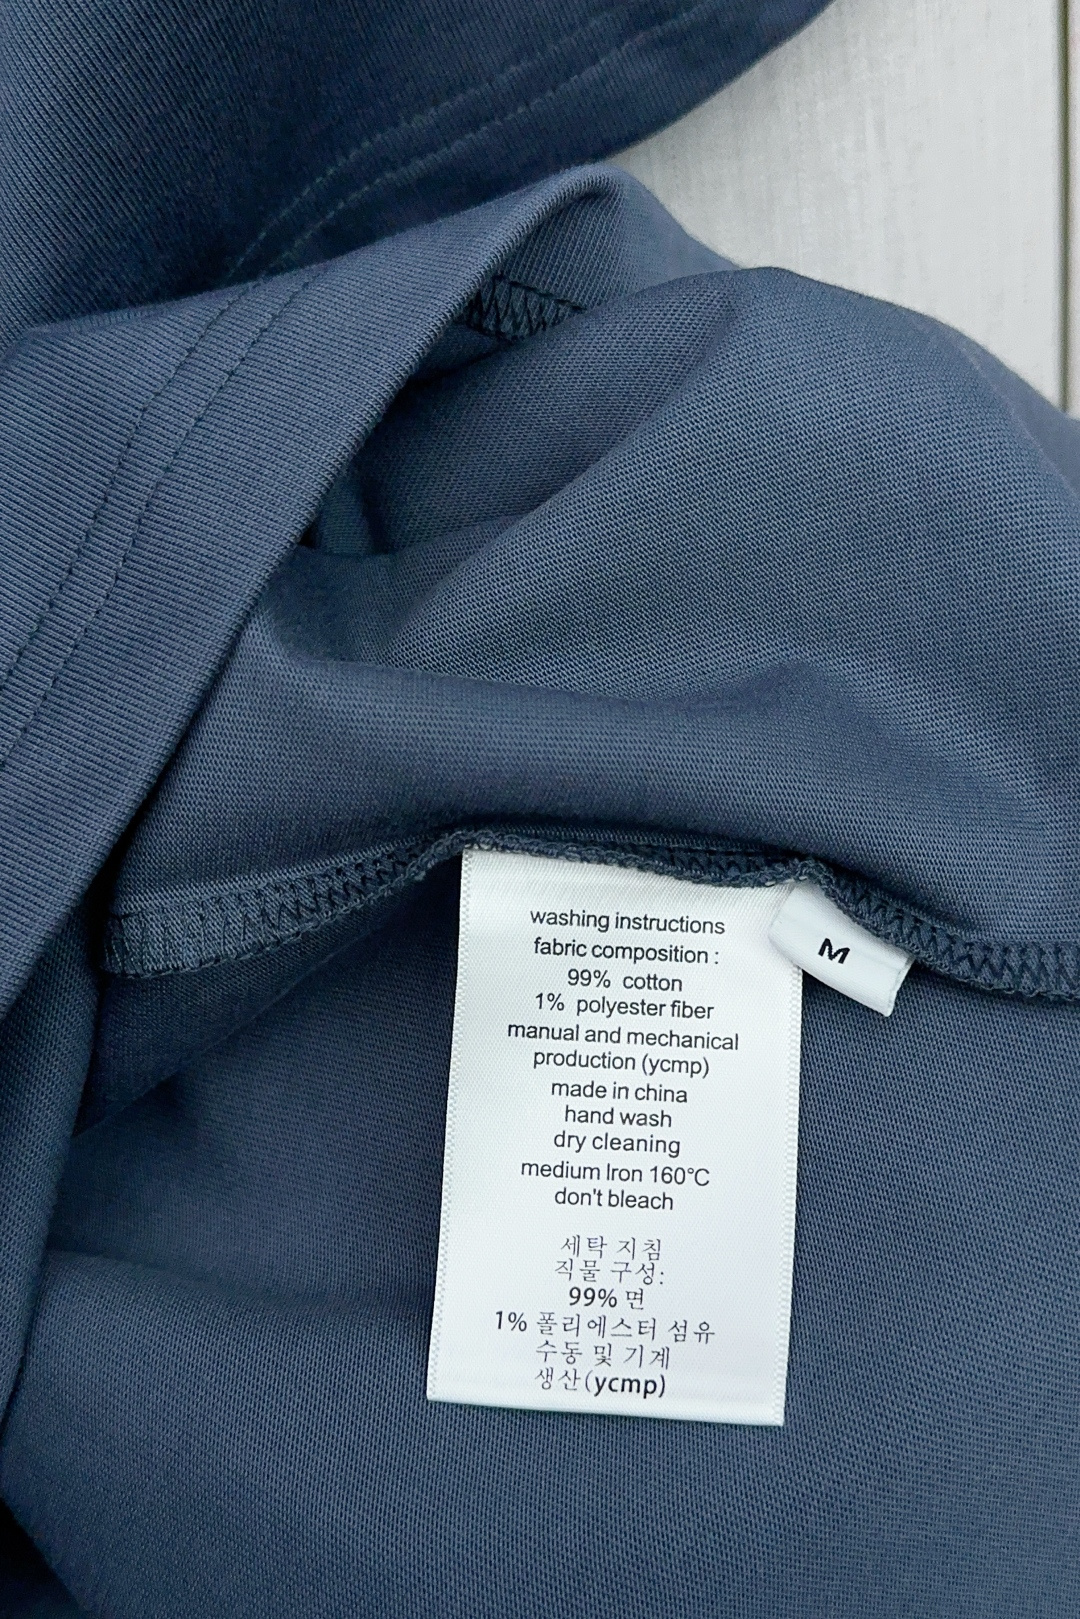 washing instructions
fabric composition :
99% cotton
1% polyester fiber
manual and mechanical
production (ycmp)
made in china
hand wash
dry cleaning
medium Iron 160°C
don't bleach
세탁 지침
직물 구성:
99% 면
1% 폴리에스터 섬유
수동 및 기계
생산(ycmp)
M